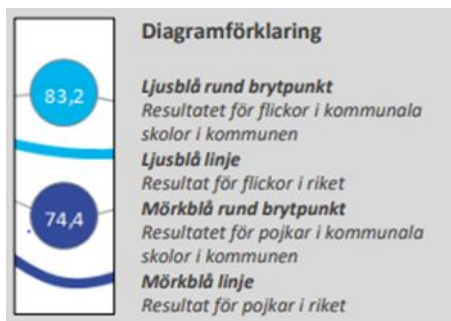 Diagramförklaring
83,2
Ljusblå rund brytpunkt
Resultatet för flickor i kommunala
skolor i kommunen
Ljusblå linje
Resultat för flickor i riket
74,4
Mörkblå rund brytpunkt
Resultatet för pojkar i kommunala
skolor i kommunen
Mörkblå linje
Resultat för pojkar i riket